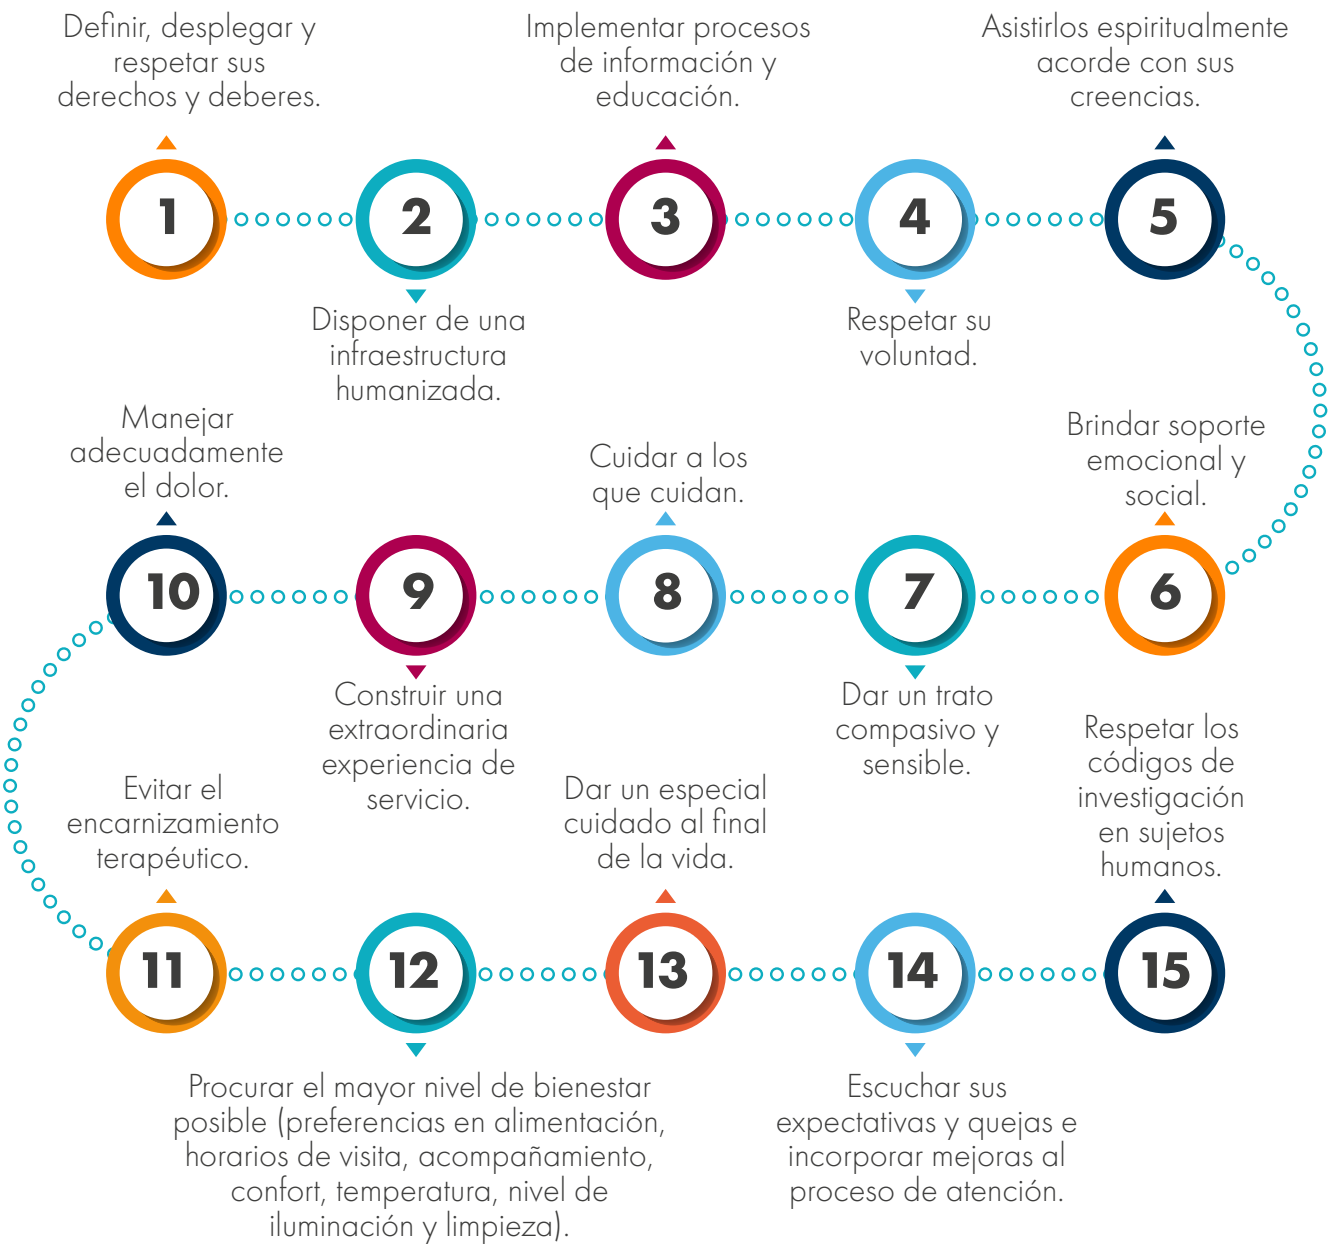 Definir, desplegar y
respetar sus
derechos y deberes.
1
Implementar procesos
de información y
educación.
3
Asistirlos espiritualmente
acorde con sus
creencias.
5
2
Disponer de una
infraestructura
humanizada.
4
Respetar su
voluntad.
Brindar soporte
emocional y
social.
6
7
Dar un trato
compasivo y
sensible.
Cuidar a los
que cuidan.
8
9
Construir una
extraordinaria
experiencia de
servicio.
Manejar
adecuadamente
el dolor.
10
Evitar el
encarnizamiento
terapéutico.
11
12
Procurar el mayor nivel de bienestar
posible (preferencias en alimentación,
horarios de visita, acompañamiento,
confort, temperatura, nivel de
iluminación y limpieza).
Dar un especial
cuidado al final
de la vida.
13
14
Escuchar sus
expectativas y quejas e
incorporar mejoras al
proceso de atención.
Respetar los
códigos de
investigación
en sujetos
humanos.
15